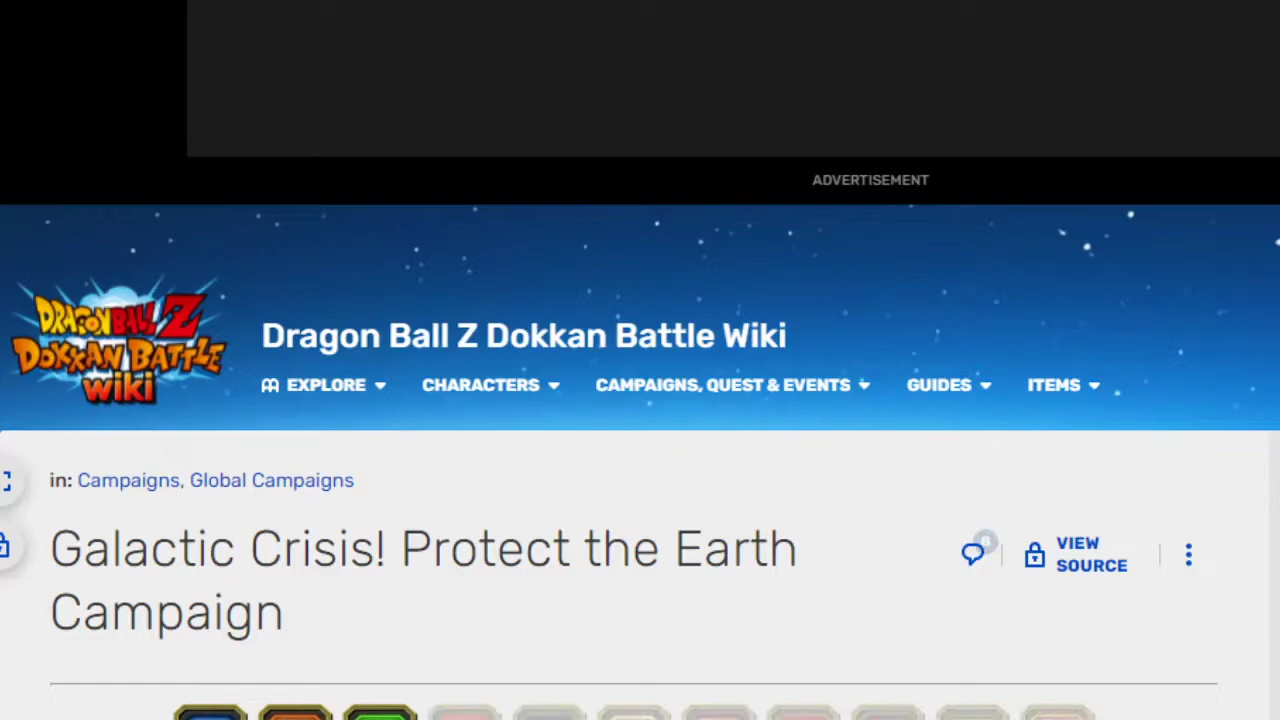 ADVERTISEMENT
DRAGON BALL Z
DOKKAN BATTLE
wiki
Dragon Ball Z Dokkan Battle Wiki
EXPLORE
CHARACTERS
CAMPAIGNS, QUEST & EVENTS
GUIDES
ITEMS
in: Campaigns, Global Campaigns
Galactic Crisis! Protect the Earth
Campaign
VIEW
SOURCE